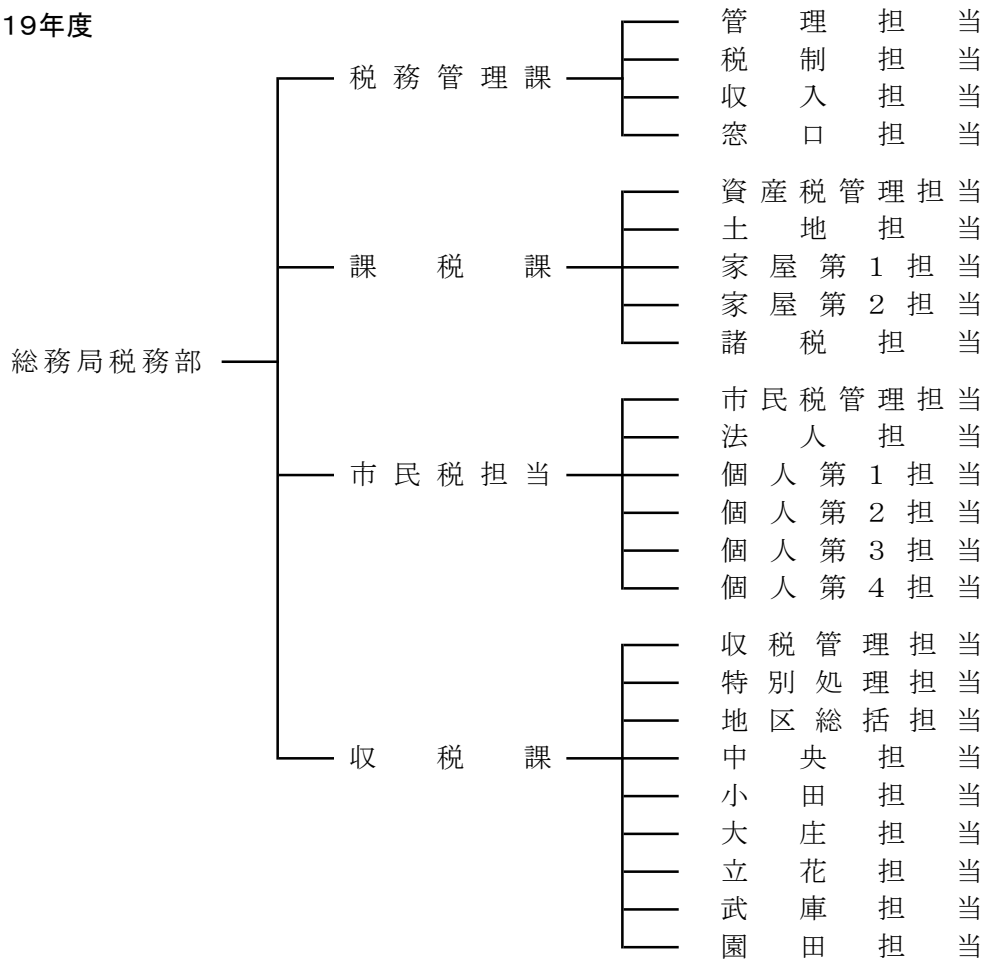 19年度
総務局税務部
税務管理課
管理担当
税制担当
収入担当
窓口担当
課税課
資産税管理担当
土地担当
家屋第1担当
家屋第2担当
諸税担当
市民税担当
市民税管理担当
法人担当
個人第1担当
個人第2担当
個人第3担当
個人第4担当
収税課
収税管理担当
特別処理担当
地区総括担当
中央担当
小田担当
大庄担当
立花担当
武庫担当
園田担当